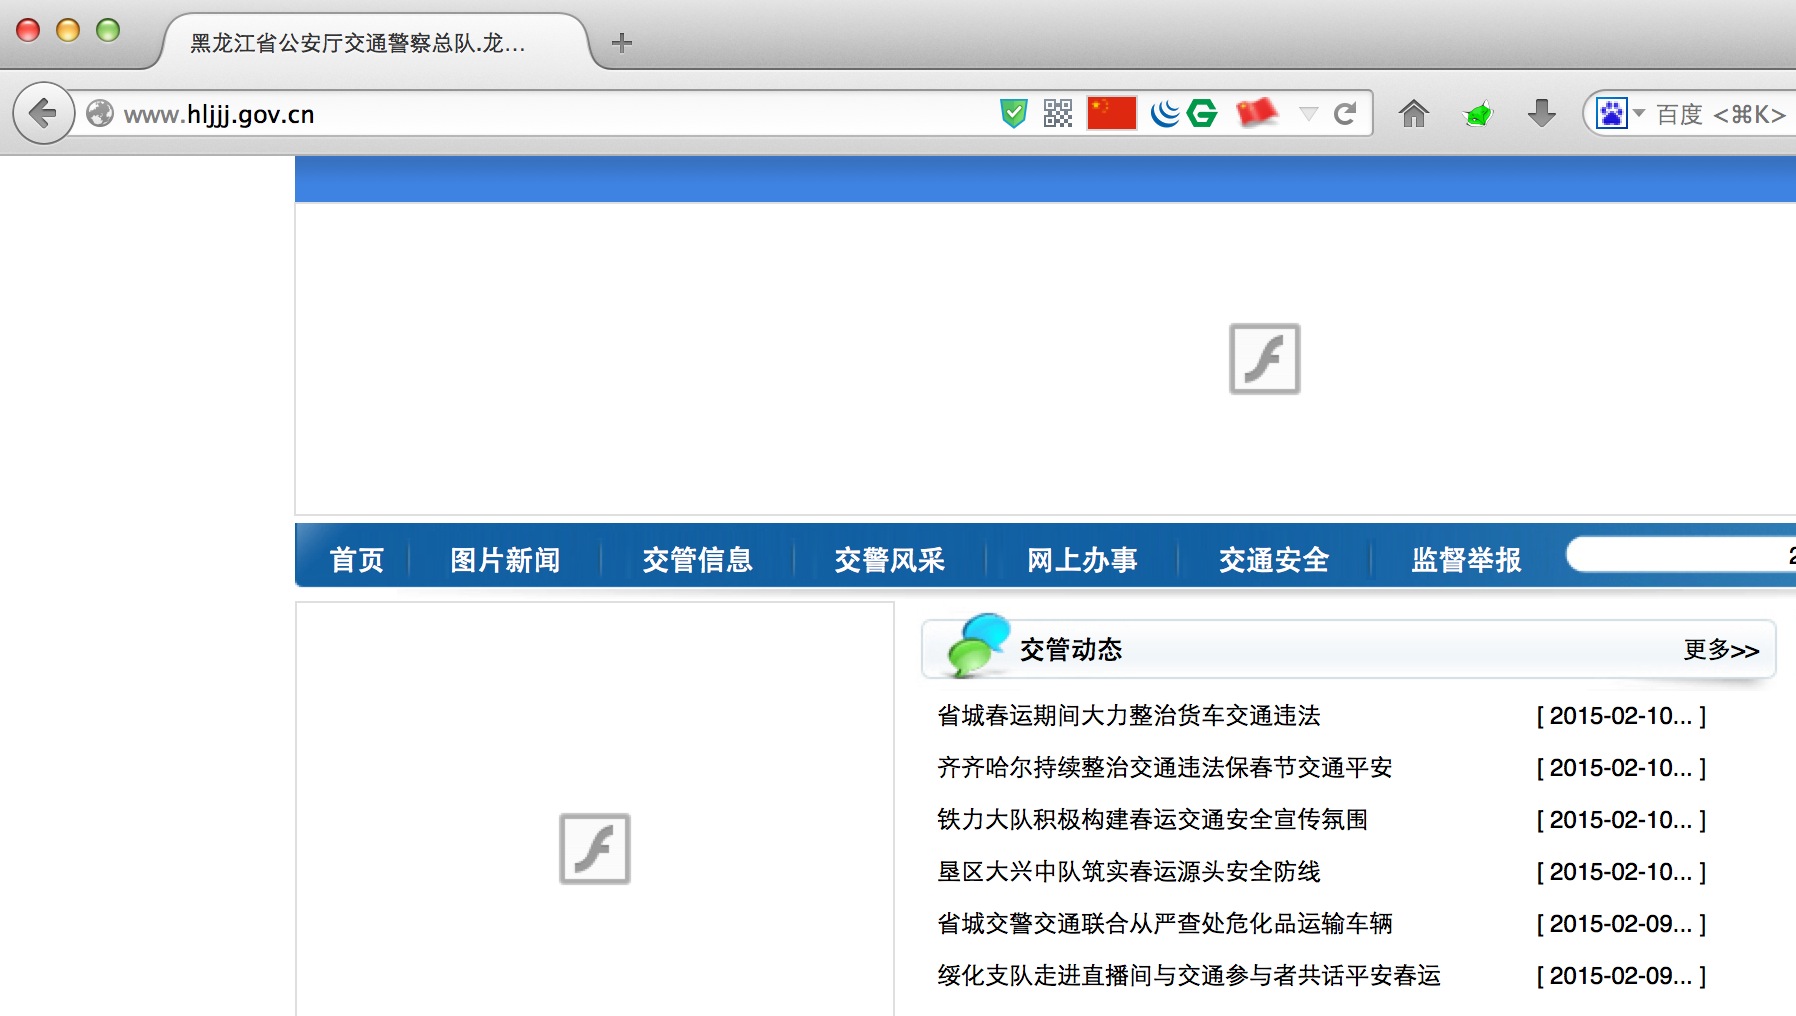 黑龙江省公安厅交通警察总队.龙...
www.hljjj.gov.cn
百度 <⌘K>
首页 图片新闻 交管信息 交警风采 网上办事 交通安全 监督举报 2
交管动态 更多>>
省城春运期间大力整治货车交通违法 [ 2015-02-10... ]
齐齐哈尔持续整治交通违法保春节交通平安 [ 2015-02-10... ]
铁力大队积极构建春运交通安全宣传氛围 [ 2015-02-10... ]
垦区大兴中队筑实春运源头安全防线 [ 2015-02-10... ]
省城交警交通联合从严查处危化品运输车辆 [ 2015-02-09... ]
绥化支队走进直播间与交通参与者共话平安春运 [ 2015-02-09... ]